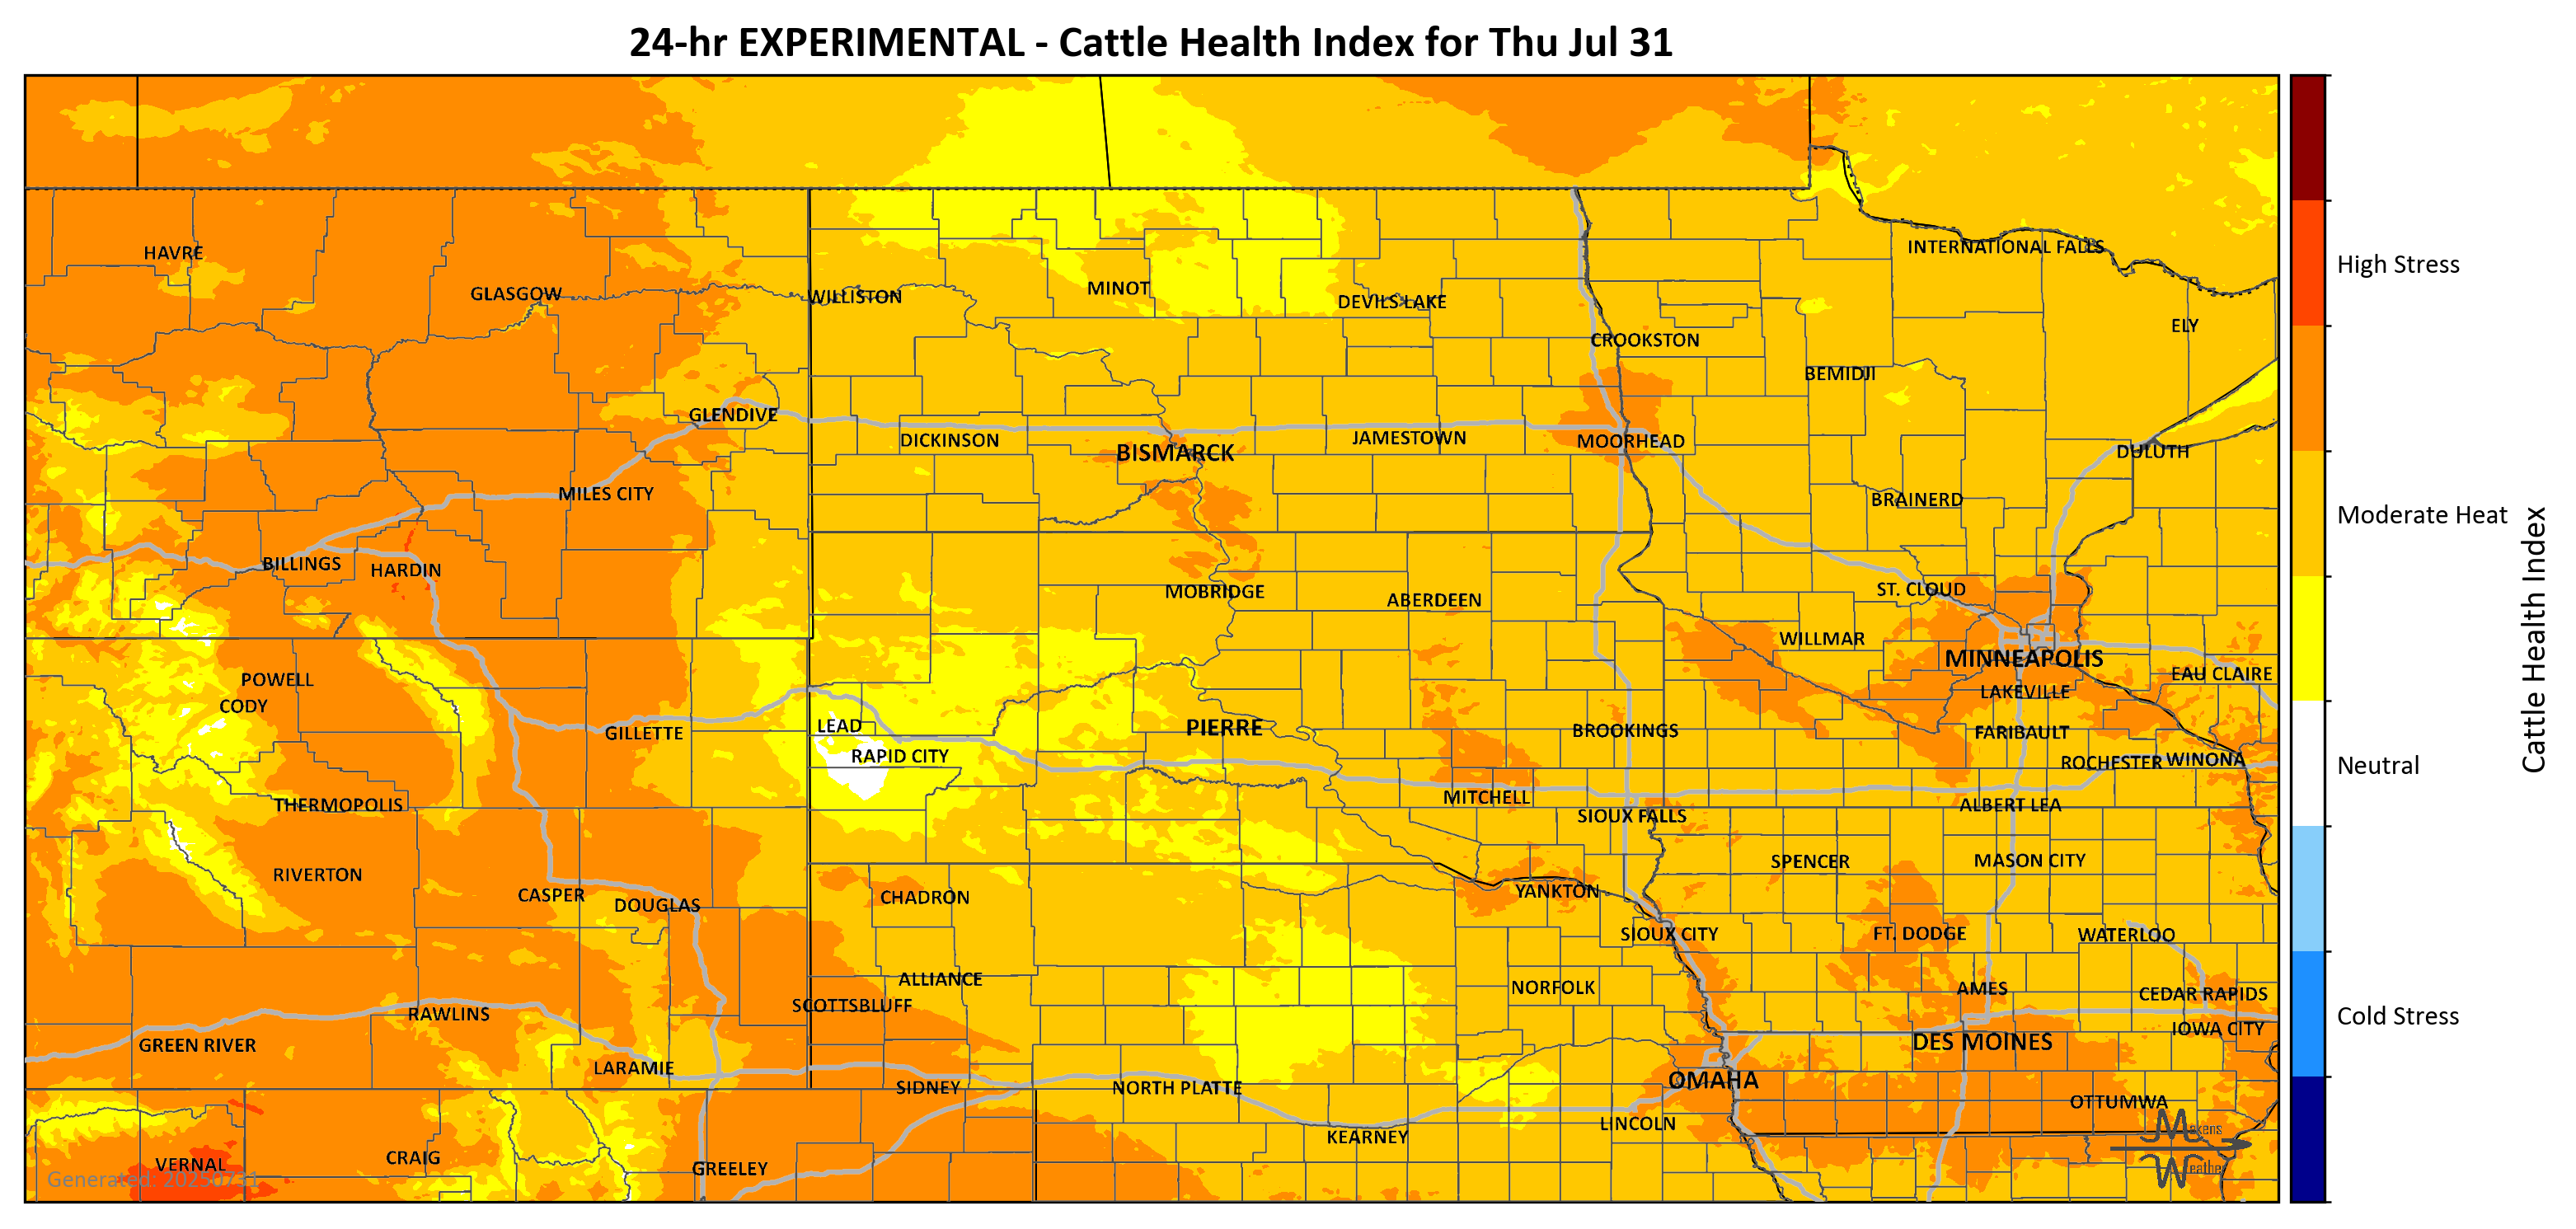 24-hr EXPERIMENTAL - Cattle Health Index for Thu Jul 31
HAVRE
GLASGOW
WILLISTON
MINOT
DEVILS LAKE
INTERNATIONAL FALLS
CROOKSTON
ELY
BEMIDJI
GLENDIVE
DICKINSON
BISMARCK
JAMESTOWN
MOORHEAD
DULUTH
MILES CITY
BRAINERD
BILLINGS
HARDIN
MOBRIDGE
ABERDEEN
ST. CLOUD
WILLMAR
MINNEAPOLIS
EAU CLAIRE
POWELL
CODY
LAKEVILLE
GILLETTE
LEAD
PIERRE
BROOKINGS
FARIBAULT
RAPID CITY
ROCHESTER
WINONA
THERMOPOLIS
MITCHELL
ALBERT LEA
SIOUX FALLS
RIVERTON
SPENCER
MASON CITY
CASPER
DOUGLAS
CHADRON
YANKTON
SIOUX CITY
FT. DODGE
WATERLOO
ALLIANCE
NORFOLK
AMES
CEDAR RAPIDS
SCOTTSBLUFF
RAWLINS
IOWA CITY
GREEN RIVER
DES MOINES
LARAMIE
SIDNEY
NORTH PLATTE
OMAHA
OTTUMWA
LINCOLN
KEARNEY
VERNAL
CRAIG
GREELEY
Generated: 20250731
Makens
Weather
High Stress
Moderate Heat
Neutral
Cold Stress
Cattle Health Index